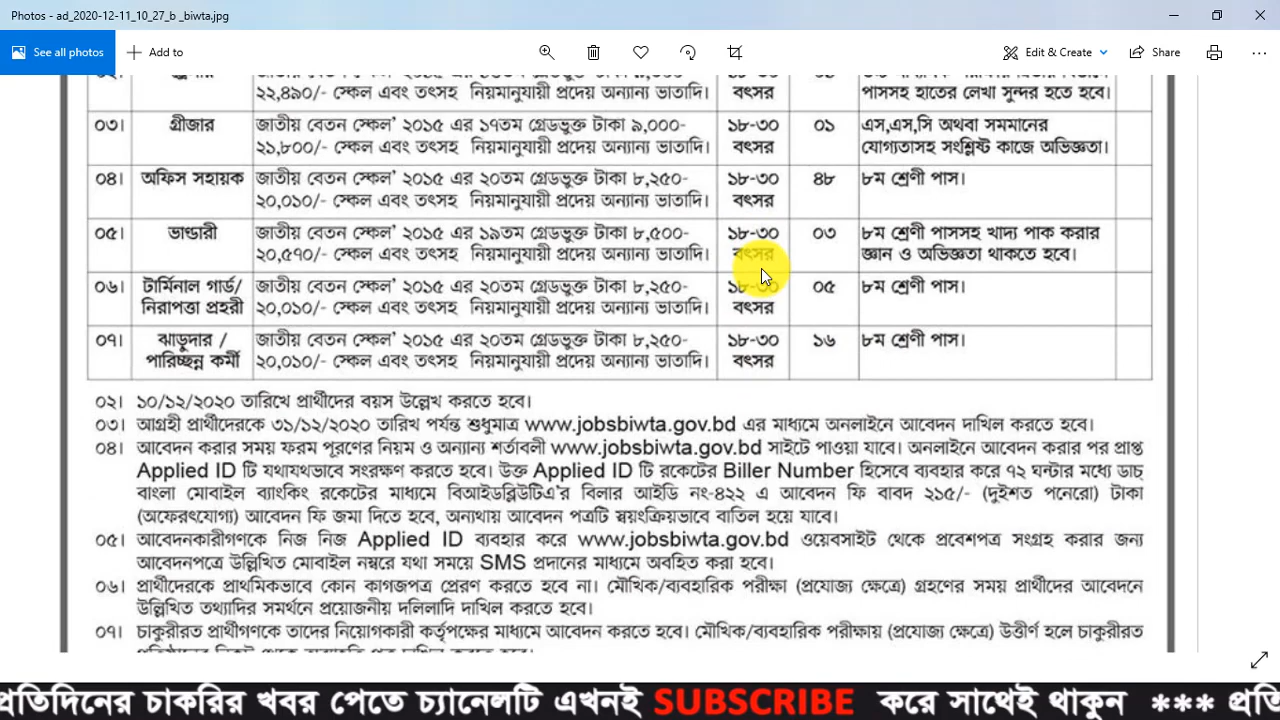 Photos - ad_2020-12-11_10_27_b_biwta.jpg
See all photos
Add to
Edit & Create
Share
২২,৪৯০/- স্কেল এবং তৎসহ নিয়মানুযায়ী প্রদেয় অন্যান্য ভাতাদি। বৎসর পাসসহ হাতের লেখা সুন্দর হতে হবে।
০৩। গ্রীজার জাতীয় বেতন স্কেল' ২০১৫ এর ১৭তম গ্রেডভুক্ত টাকা ৯,০০০- ১৮-৩০ ০১ এস,এস,সি অথবা সমমানের
২১,৮০০/- স্কেল এবং তৎসহ নিয়মানুযায়ী প্রদেয় অন্যান্য ভাতাদি। বৎসর যোগ্যতাসহ সংশ্লিষ্ট কাজে অভিজ্ঞতা।
০৪। অফিস সহায়ক জাতীয় বেতন স্কেল' ২০১৫ এর ২০তম গ্রেডভুক্ত টাকা ৮,২৫০- ১৮-৩০ ৪৮ ৮ম শ্রেণী পাস।
২০,০১০/- স্কেল এবং তৎসহ নিয়মানুযায়ী প্রদেয় অন্যান্য ভাতাদি। বৎসর
০৫। ভাণ্ডারী জাতীয় বেতন স্কেল' ২০১৫ এর ১৯তম গ্রেডভুক্ত টাকা ৮,৫০০- ১৮-৩০ ০৩ ৮ম শ্রেণী পাসসহ খাদ্য পাক করার
২০,৫৭০/- স্কেল এবং তৎসহ নিয়মানুযায়ী প্রদেয় অন্যান্য ভাতাদি। বৎসর জ্ঞান ও অভিজ্ঞতা থাকতে হবে।
০৬। টার্মিনাল গার্ড/ জাতীয় বেতন স্কেল' ২০১৫ এর ২০তম গ্রেডভুক্ত টাকা ৮,২৫০- ১৮-৩০ ০৫ ৮ম শ্রেণী পাস।
নিরাপত্তা প্রহরী ২০,০১০/- স্কেল এবং তৎসহ নিয়মানুযায়ী প্রদেয় অন্যান্য ভাতাদি। বৎসর
০৭। ঝাড়ুদার / জাতীয় বেতন স্কেল' ২০১৫ এর ২০তম গ্রেডভুক্ত টাকা ৮,২৫০- ১৮-৩০ ১৬ ৮ম শ্রেণী পাস।
পারিচ্ছন্ন কর্মী ২০,০১০/- স্কেল এবং তৎসহ নিয়মানুযায়ী প্রদেয় অন্যান্য ভাতাদি। বৎসর
০২। ১০/১২/২০২০ তারিখে প্রার্থীদের বয়স উল্লেখ করতে হবে।
০৩। আগ্রহী প্রার্থীদেরকে ৩১/১২/২০২০ তারিখ পর্যন্ত শুধুমাত্র www.jobsbiwta.gov.bd এর মাধ্যমে অনলাইনে আবেদন দাখিল করতে হবে।
০৪। আবেদন করার সময় ফরম পূরণের নিয়ম ও অন্যান্য শর্তাবলী www.jobsbiwta.gov.bd সাইটে পাওয়া যাবে। অনলাইনে আবেদন করার পর প্রাপ্ত
Applied ID টি যথাযথভাবে সংরক্ষণ করতে হবে। উক্ত Applied ID টি রকেটের Biller Number হিসেবে ব্যবহার করে ৭২ ঘন্টার মধ্যে ডাচ্
বাংলা মোবাইল ব্যাংকিং রকেটের মাধ্যমে বিআইডব্লিউটিএ'র বিলার আইডি নং-৪২২ এ আবেদন ফি বাবদ ২১৫/- (দুইশত পনেরো) টাকা
(অফেরৎযোগ্য) আবেদন ফি জমা দিতে হবে, অন্যথায় আবেদন পত্রটি স্বয়ংক্রিয়ভাবে বাতিল হয়ে যাবে।
০৫। আবেদনকারীগণকে নিজ নিজ Applied ID ব্যবহার করে www.jobsbiwta.gov.bd ওয়েবসাইট থেকে প্রবেশপত্র সংগ্রহ করার জন্য
আবেদনপত্রে উল্লিখিত মোবাইল নম্বরে যথা সময়ে SMS প্রদানের মাধ্যমে অবহিত করা হবে।
০৬। প্রার্থীদেরকে প্রাথমিকভাবে কোন কাগজপত্র প্রেরণ করতে হবে না। মৌখিক/ব্যবহারিক পরীক্ষা (প্রযোজ্য ক্ষেত্রে) গ্রহণের সময় প্রার্থীদের আবেদনে
উল্লিখিত তথ্যাদির সমর্থনে প্রয়োজনীয় দলিলাদি দাখিল করতে হবে।
০৭। চাকুরীরত প্রার্থীগণকে তাদের নিয়োগকারী কর্তৃপক্ষের মাধ্যমে আবেদন করতে হবে। মৌখিক/ব্যবহারিক পরীক্ষায় (প্রযোজ্য ক্ষেত্রে) উত্তীর্ণ হলে চাকুরীরত
প্রতিদিনের চাকরির খবর পেতে চ্যানেলটি এখনই SUBSCRIBE করে সাথেই থাকুন *** প্রতি